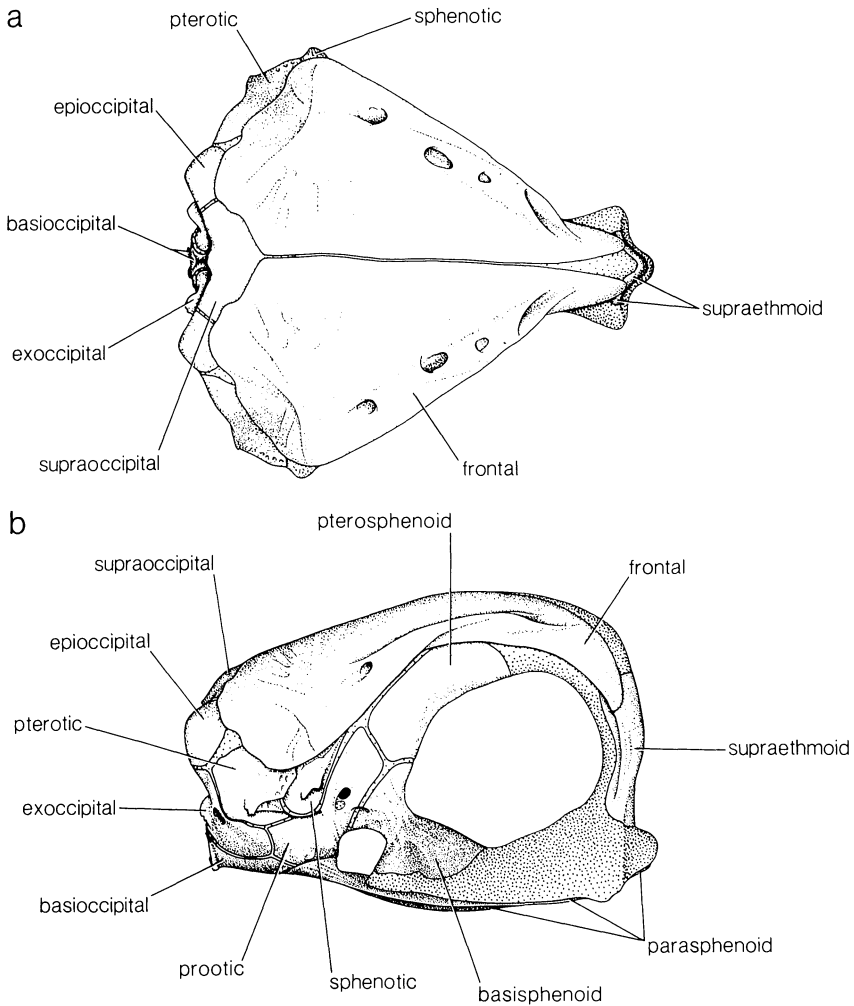 a
pterotic
sphenotic
epioccipital
basioccipital
exoccipital
supraoccipital
supraethmoid
frontal
b
pterosphenoid
supraoccipital
frontal
epioccipital
pterotic
supraethmoid
exoccipital
basioccipital
prootic
sphenotic
basisphenoid
parasphenoid